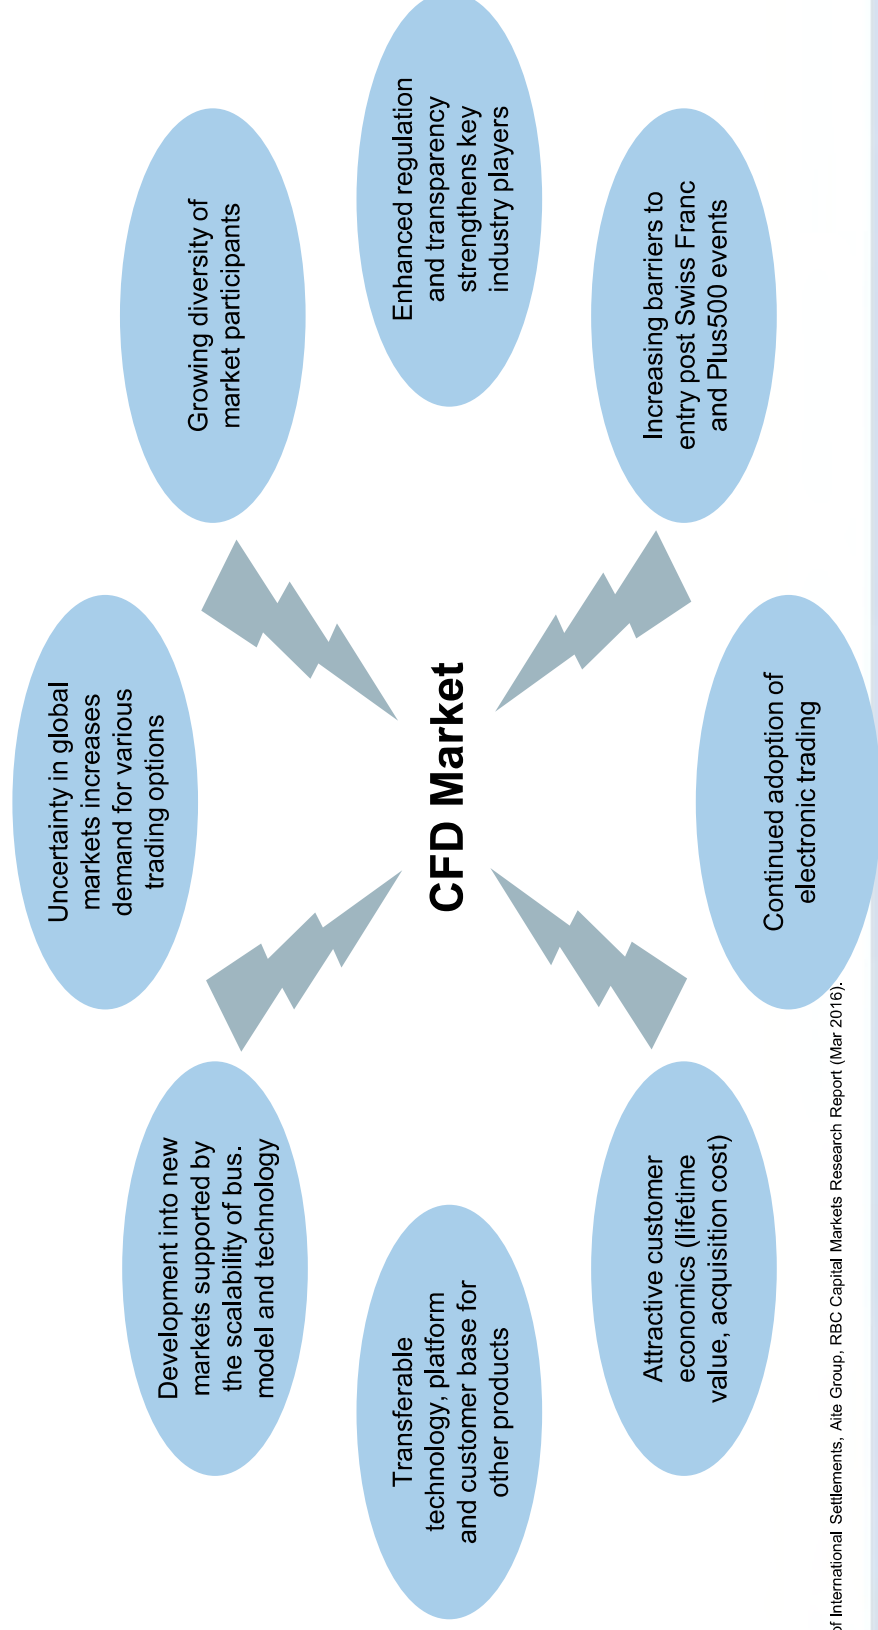 Uncertainty in global
markets increases
demand for various
trading options
Development into new
markets supported by
the scalability of bus.
model and technology
Growing diversity of
market participants
Transferable
technology, platform
and customer base for
other products
CFD Market
Enhanced regulation
and transparency
strengthens key
industry players
Attractive customer
economics (lifetime
value, acquisition cost)
Increasing barriers to
entry post Swiss Franc
and Plus500 events
Continued adoption of
electronic trading
of International Settlements, Aite Group, RBC Capital Markets Research Report (Mar 2016).